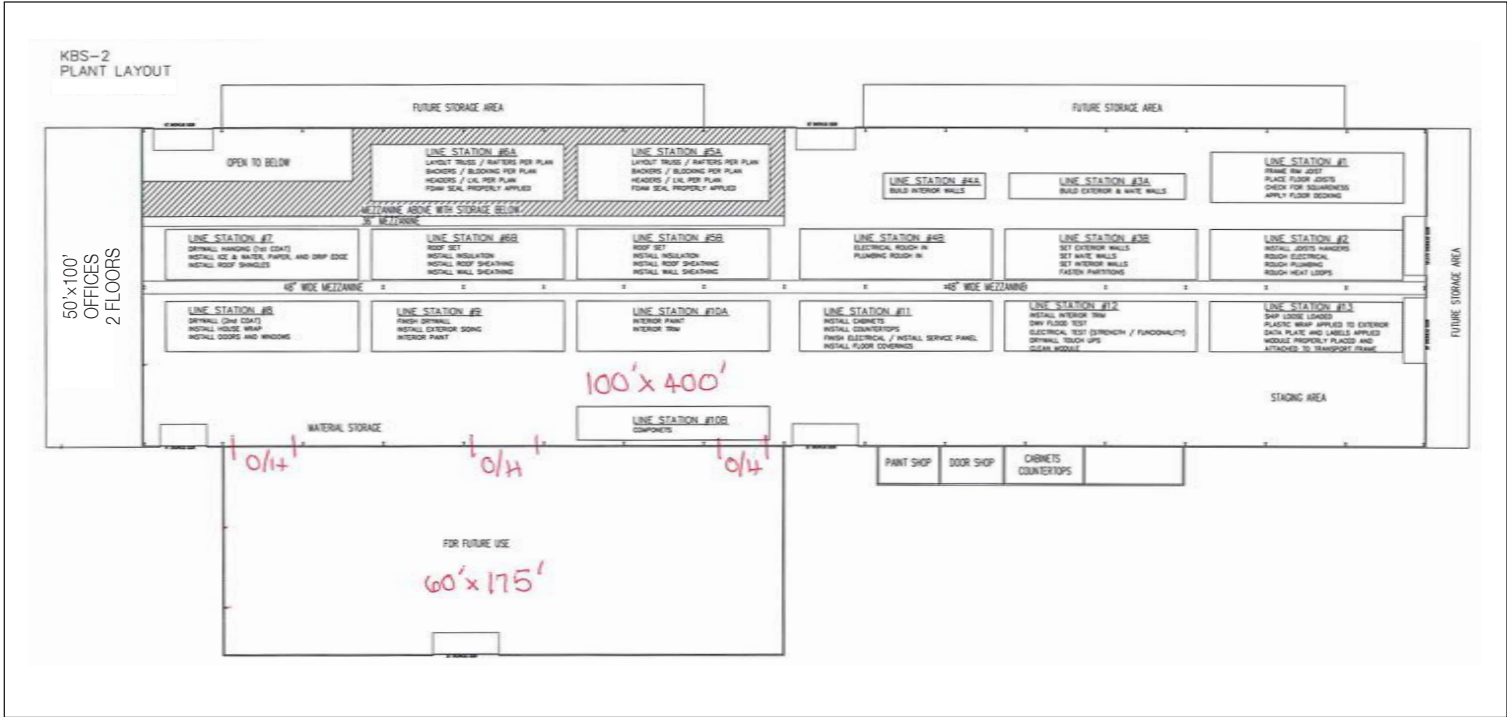 KBS-2
PLANT LAYOUT
FUTURE STORAGE AREA
FUTURE STORAGE AREA
OPEN TO BELOW
LINE STATION #6A
LAYOUT TRUSS / RAFTERS PER PLAN
BACKERS / BLOCKING PER PLAN
HEADERS / LVL PER PLAN
FOAM SEAL PROPERLY APPLIED
LINE STATION #5A
LAYOUT TRUSS / RAFTERS PER PLAN
BACKERS / BLOCKING PER PLAN
HEADERS / LVL PER PLAN
FOAM SEAL PROPERLY APPLIED
LINE STATION #4A
BUILD INTERIOR WALLS
LINE STATION #3A
BUILD EXTERIOR & MATE WALLS
LINE STATION #1
FRAME RIM JOIST
PLACE FLOOR JOISTS
CHECK FOR SQUARENESS
APPLY FLOOR DECKING
MEZZANINE ABOVE WITH STORAGE BELOW
36" MEZZANINE
LINE STATION #7
DRYWALL HANGING (1st COAT)
INSTALL ICE & WATER, PAPER, AND DRIP EDGE
INSTALL ROOF SHINGLES
LINE STATION #6B
ROOF SET
INSTALL INSULATION
INSTALL ROOF SHEATHING
INSTALL WALL SHEATHING
LINE STATION #5B
ROOF SET
INSTALL INSULATION
INSTALL ROOF SHEATHING
INSTALL WALL SHEATHING
LINE STATION #4B
ELECTRICAL ROUGH IN
PLUMBING ROUGH IN
LINE STATION #3B
SET EXTERIOR WALLS
SET MATE WALLS
SET INTERIOR WALLS
FASTEN PARTITIONS
LINE STATION #2
INSTALL JOISTS HANGERS
ROUGH ELECTRICAL
ROUGH PLUMBING
ROUGH HEAT LOOPS
50'x100'
OFFICES
2 FLOORS
48" WIDE MEZZANINE
48" WIDE MEZZANINE
FUTURE STORAGE AREA
LINE STATION #8
DRYWALL (2nd COAT)
INSTALL HOUSE WRAP
INSTALL DOORS AND WINDOWS
LINE STATION #9
FINISH DRYWALL
INSTALL EXTERIOR SIDING
INTERIOR PAINT
LINE STATION #10A
INTERIOR PAINT
INTERIOR TRIM
LINE STATION #11
INSTALL CABINETS
INSTALL COUNTERTOPS
FINISH ELECTRICAL / INSTALL SERVICE PANEL
INSTALL FLOOR COVERINGS
LINE STATION #12
INSTALL INTERIOR TRIM
DWV FLOOD TEST
ELECTRICAL TEST (STRENGTH / FUNCIONALITY)
DRYWALL TOUCH UPS
CLEAN MODULE
LINE STATION #13
SHIP LOOSE LOADED
PLASTIC WRAP APPLIED TO EXTERIOR
DATA PLATE AND LABELS APPLIED
MODULE PROPERLY PLACED AND
ATTACHED TO TRANSPORT FRAME
100' x 400'
STAGING AREA
MATERIAL STORAGE
LINE STATION #10B
COMPONETS
O/H
O/H
O/H
PAINT SHOP
DOOR SHOP
CABINETS
COUNTERTOPS
FOR FUTURE USE
60' x 175'